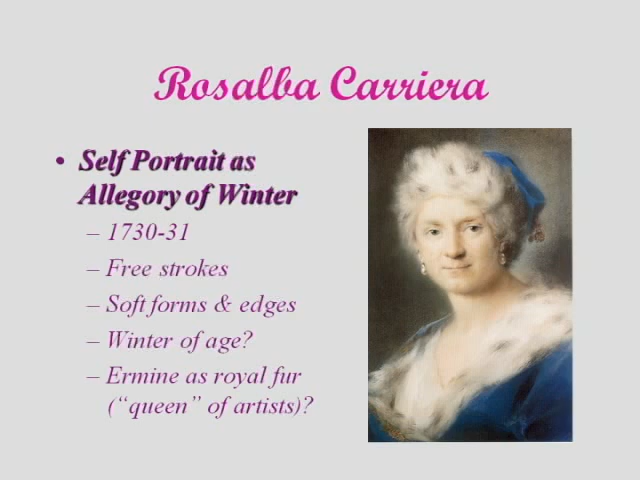 Rosalba Carriera
• Self Portrait as
Allegory of Winter
– 1730-31
– Free strokes
– Soft forms & edges
– Winter of age?
– Ermine as royal fur
(“queen” of artists)?